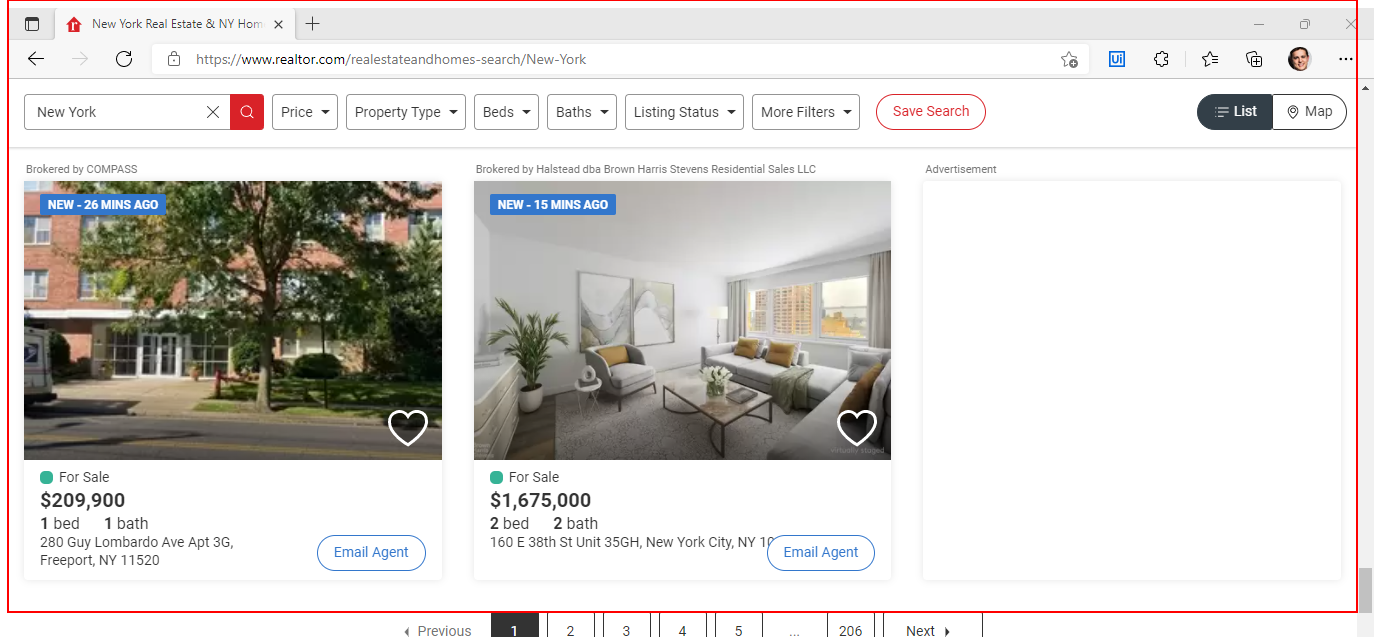 New York Real Estate & NY Hom
https://www.realtor.com/realestateandhomes-search/New-York
Ui
New York
Price
Property Type
Beds
Baths
Listing Status
More Filters
Save Search
List
Map
Brokered by COMPASS
NEW - 26 MINS AGO
For Sale
$209,900
1 bed 1 bath
280 Guy Lombardo Ave Apt 3G,
Freeport, NY 11520
Email Agent
Brokered by Halstead dba Brown Harris Stevens Residential Sales LLC
NEW - 15 MINS AGO
virtually staged
For Sale
$1,675,000
2 bed 2 bath
160 E 38th St Unit 35GH, New York City, NY 10
Email Agent
Advertisement
Previous 1 2 3 4 5 ... 206 Next